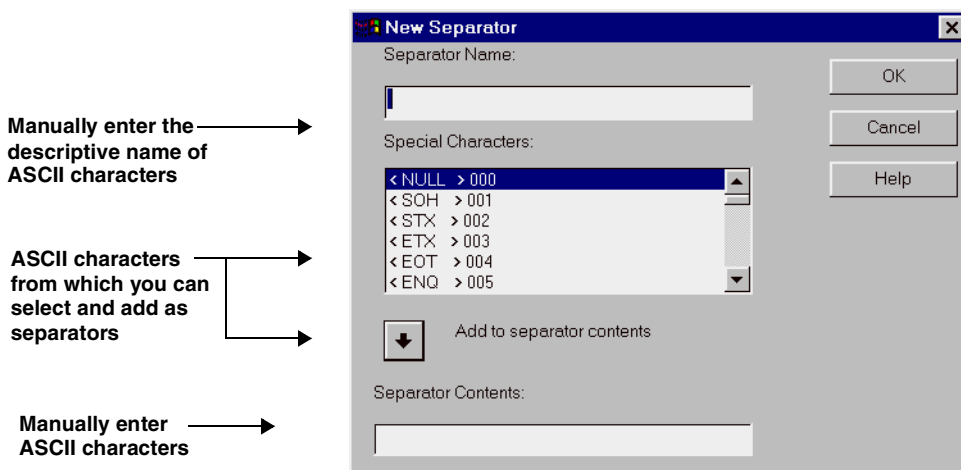 New Separator
Separator Name:
OK
Manually enter the
descriptive name of
ASCII characters
Cancel
Special Characters:
Help
< NULL > 000
< SOH > 001
< STX > 002
< ETX > 003
< EOT > 004
< ENQ > 005
ASCII characters
from which you can
select and add as
separators
Add to separator contents
Separator Contents:
Manually enter
ASCII characters